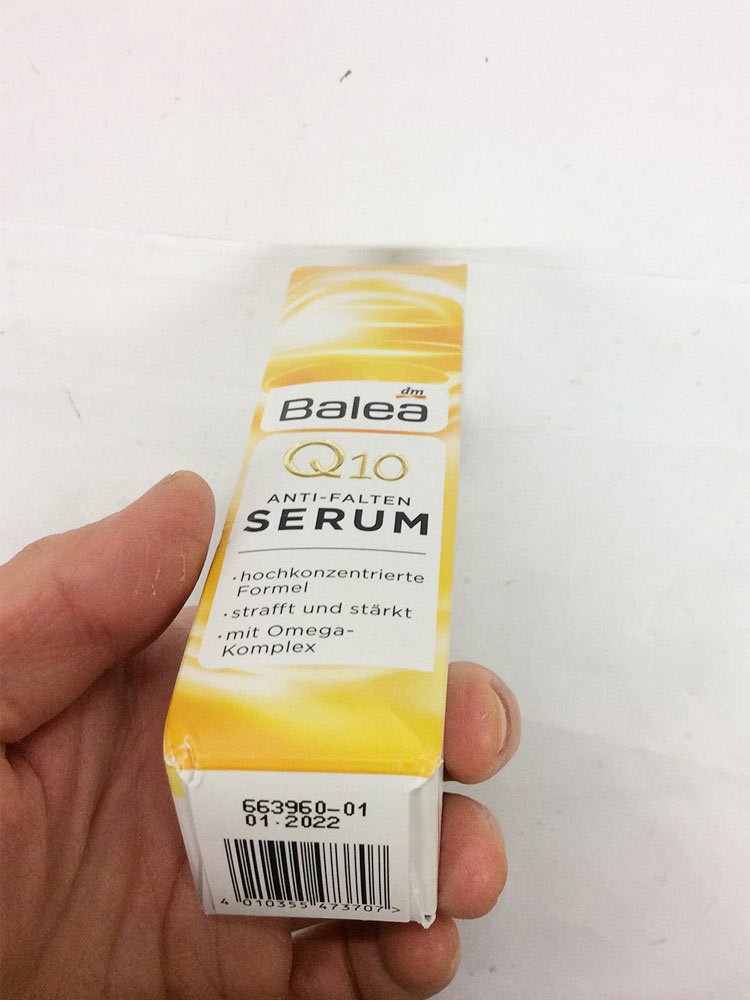 dm
Balea
Q10
ANTI-FALTEN
SERUM
·hochkonzentrierte
Formel
·strafft und stärkt
·mit Omega-
Komplex
663960-01
01·2022
4 010355 473707 >